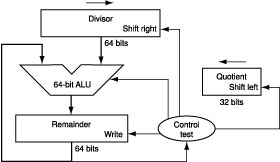 Divisor
Shift right
64 bits
64-bit ALU
Quotient
Shift left
32 bits
Remainder
Write
Control
test
64 bits